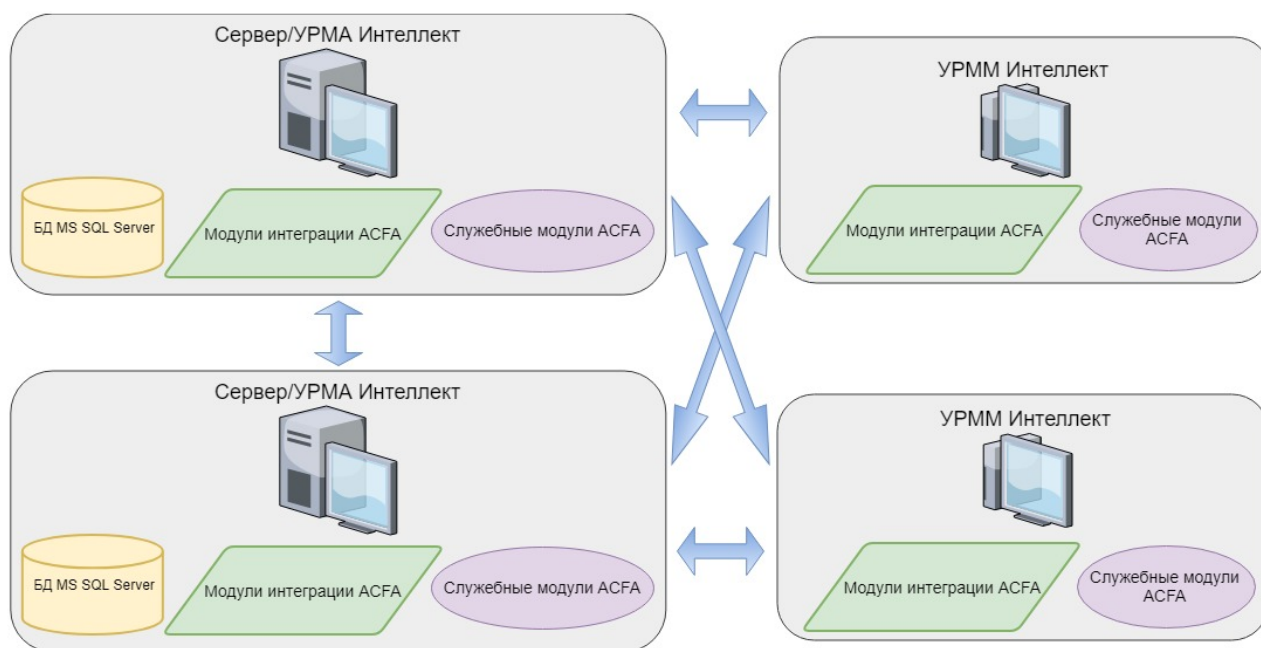 Сервер/УРМА Интеллект
БД MS SQL Server
Модули интеграции ACFA
Служебные модули ACFA
УРММ Интеллект
Модули интеграции ACFA
Служебные модули
ACFA
Сервер/УРМА Интеллект
БД MS SQL Server
Модули интеграции ACFA
Служебные модули ACFA
УРММ Интеллект
Модули интеграции ACFA
Служебные модули
ACFA